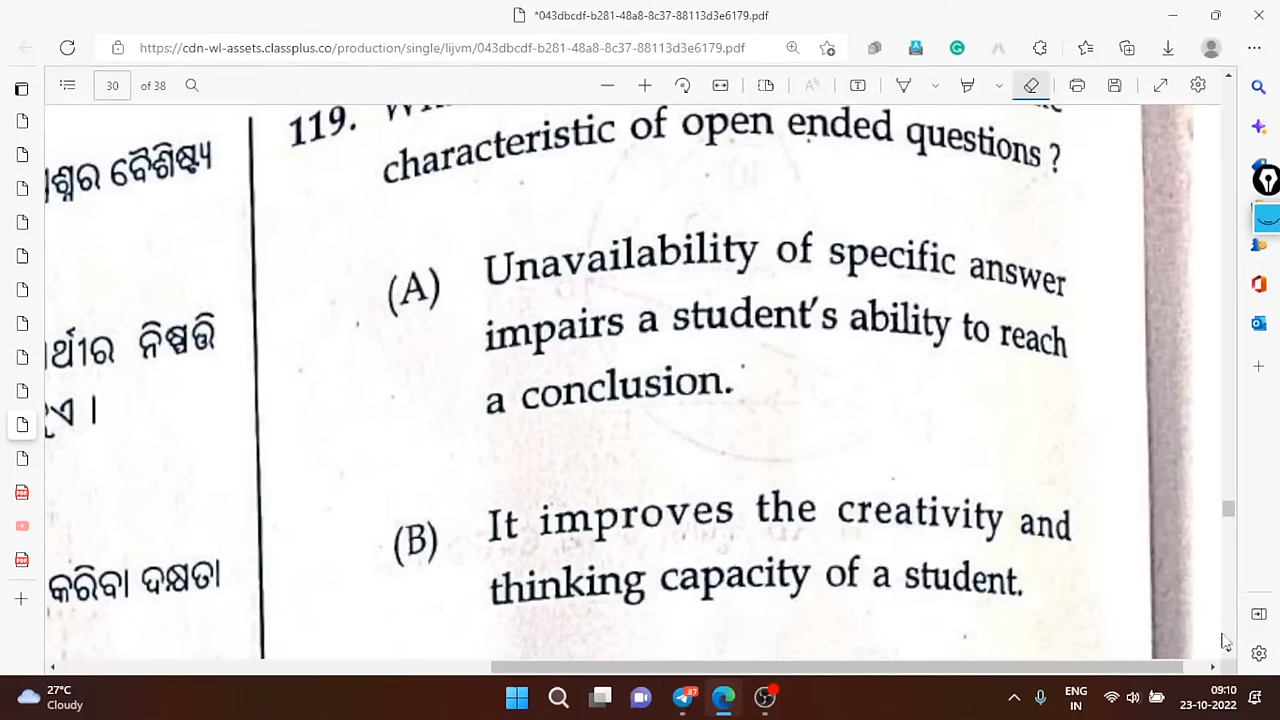 *043dbcdf-b281-48a8-8c37-88113d3e6179.pdf
https://cdn-wl-assets.classplus.co/production/single/lijvm/043dbcdf-b281-48a8-8c37-88113d3e6179.pdf
30 of 38
ବୈଶିଷ୍ଟ୍ୟ
ନିଷ୍ପତ୍ତି
କରିବା ଦକ୍ଷତା
119.
characteristic of open ended questions ?
(A) Unavailability of specific answer
impairs a student's ability to reach
a conclusion.
(B) It improves the creativity and
thinking capacity of a student.
27°C
Cloudy
87
ENG
IN
09:10
23-10-2022